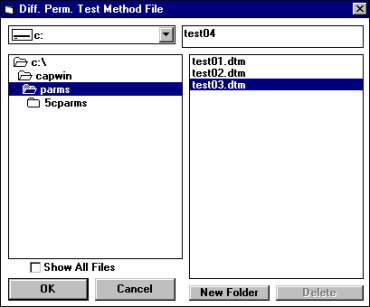 Diff. Perm. Test Method File
c:
test04
c:\
capwin
parms
5cparms
test01.dtm
test02.dtm
test03.dtm
Show All Files
OK
Cancel
New Folder
Delete